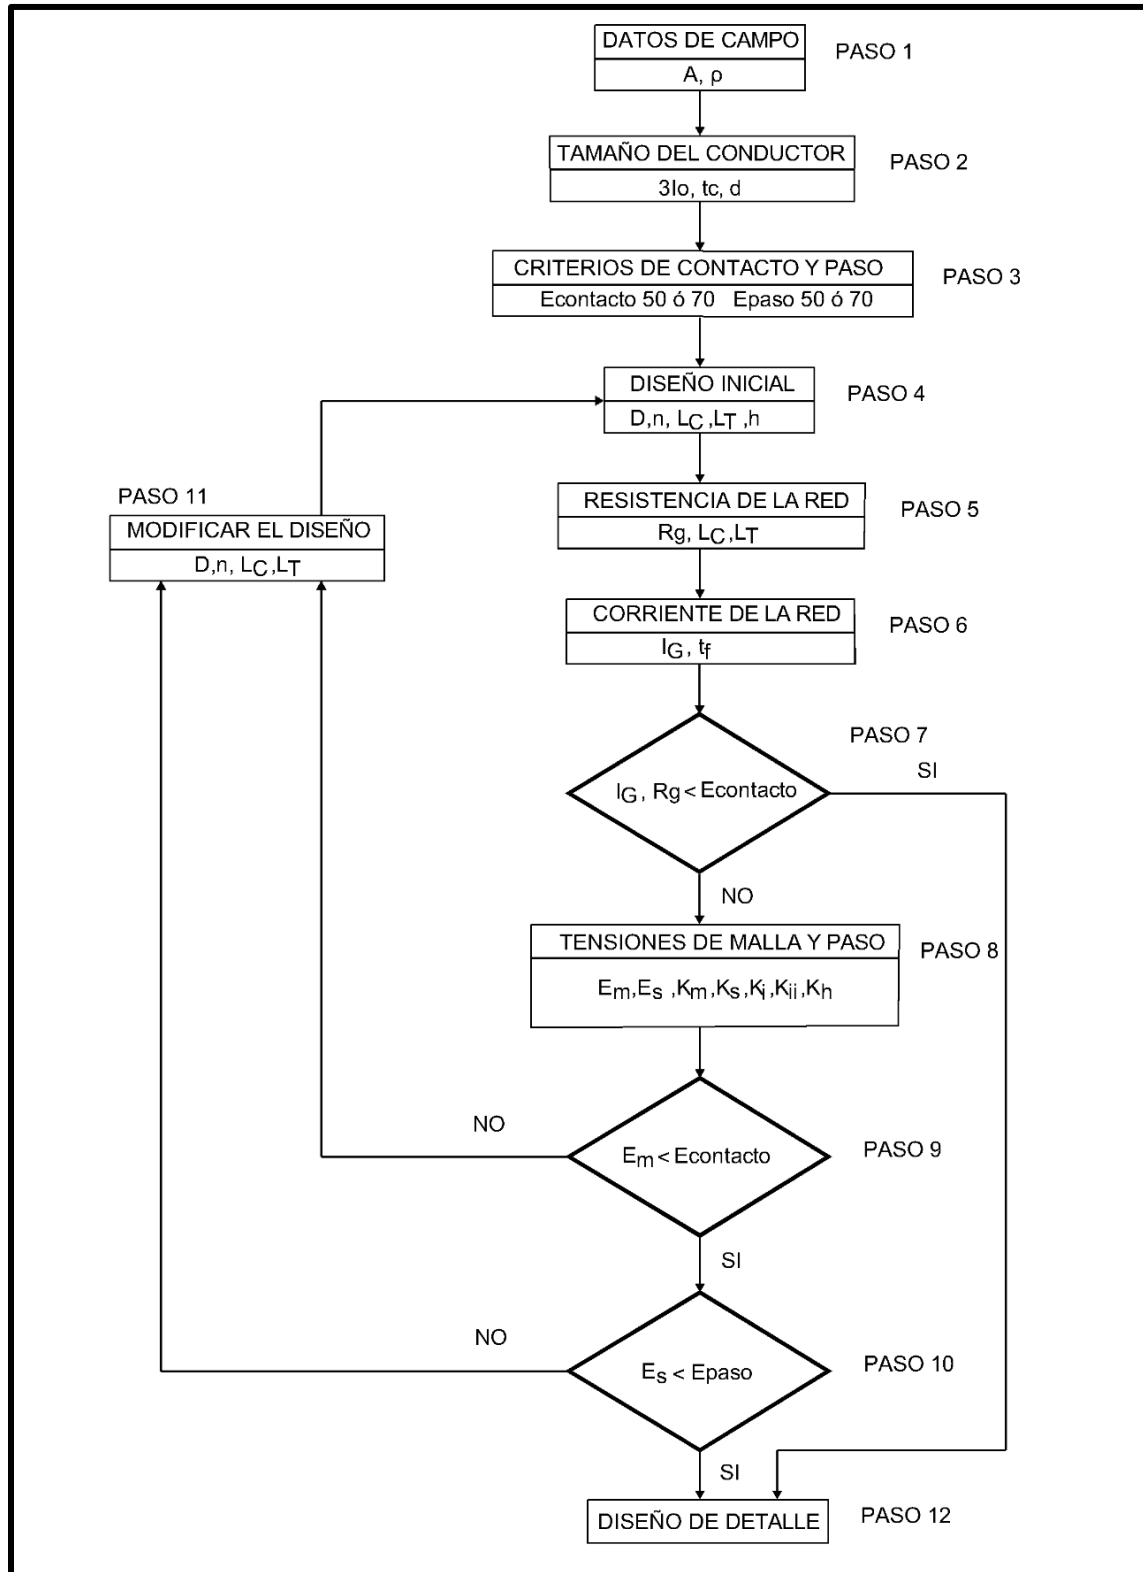 DATOS DE CAMPO
PASO 1
A, ρ
TAMAÑO DEL CONDUCTOR
PASO 2
3Io, tc, d
CRITERIOS DE CONTACTO Y PASO
PASO 3
Econtacto 50 ó 70 Epaso 50 ó 70
DISEÑO INICIAL
PASO 4
D,n, LC ,LT ,h
RESISTENCIA DE LA RED
PASO 5
Rg, LC,LT
PASO 11
MODIFICAR EL DISEÑO
D,n, LC,LT
CORRIENTE DE LA RED
PASO 6
IG, tf
PASO 7
SI
IG, Rg < Econtacto
NO
TENSIONES DE MALLA Y PASO
PASO 8
Em,Es ,Km,Ks,Ki,Kii,Kh
NO
Em < Econtacto
PASO 9
SI
NO
Es < Epaso
PASO 10
SI
DISEÑO DE DETALLE
PASO 12